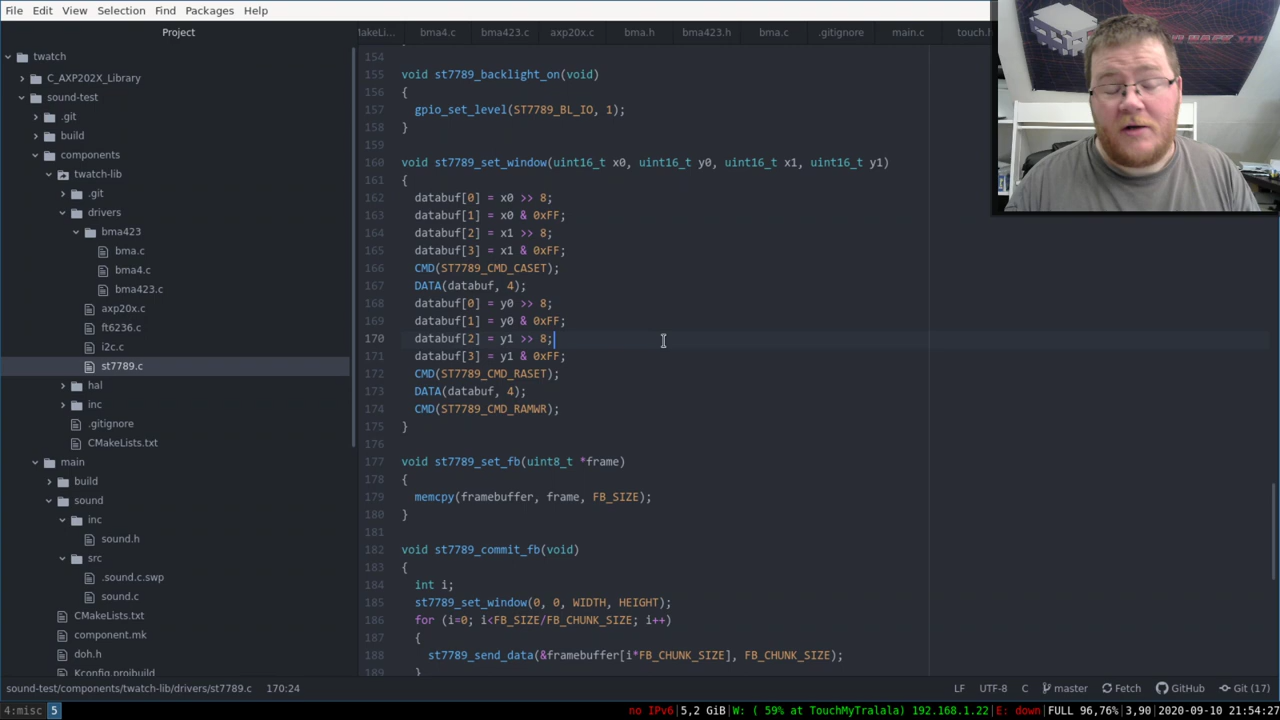 File Edit View Selection Find Packages Help
Project
akeLi... bma4.c bma423.c axp20x.c bma.h bma423.h bma.c .gitignore main.c touch.h
twatch
C_AXP202X_Library
sound-test
.git
build
components
twatch-lib
.git
drivers
bma423
bma.c
bma4.c
bma423.c
axp20x.c
ft6236.c
i2c.c
st7789.c
hal
inc
.gitignore
CMakeLists.txt
main
build
sound
inc
sound.h
src
.sound.c.swp
sound.c
CMakeLists.txt
component.mk
doh.h
Kconfig.projbuild
154
155 void st7789_backlight_on(void)
156 {
157 gpio_set_level(ST7789_BL_IO, 1);
158 }
159
160 void st7789_set_window(uint16_t x0, uint16_t y0, uint16_t x1, uint16_t y1)
161 {
162 databuf[0] = x0 >> 8;
163 databuf[1] = x0 & 0xFF;
164 databuf[2] = x1 >> 8;
165 databuf[3] = x1 & 0xFF;
166 CMD(ST7789_CMD_CASET);
167 DATA(databuf, 4);
168 databuf[0] = y0 >> 8;
169 databuf[1] = y0 & 0xFF;
170 databuf[2] = y1 >> 8;
171 databuf[3] = y1 & 0xFF;
172 CMD(ST7789_CMD_RASET);
173 DATA(databuf, 4);
174 CMD(ST7789_CMD_RAMWR);
175 }
176
177 void st7789_set_fb(uint8_t *frame)
178 {
179 memcpy(framebuffer, frame, FB_SIZE);
180 }
181
182 void st7789_commit_fb(void)
183 {
184 int i;
185 st7789_set_window(0, 0, WIDTH, HEIGHT);
186 for (i=0; i<FB_SIZE/FB_CHUNK_SIZE; i++)
187 {
188 st7789_send_data(&framebuffer[i*FB_CHUNK_SIZE], FB_CHUNK_SIZE);
189 }
sound-test/components/twatch-lib/drivers/st7789.c 170:24 LF UTF-8 C master Fetch GitHub Git (17)
4:misc 5 no IPv6|5,2 GiB|W: ( 59% at TouchMyTralala) 192.168.1.22|E: down|FULL 96,76%|3,90|2020-09-10 21:54:27